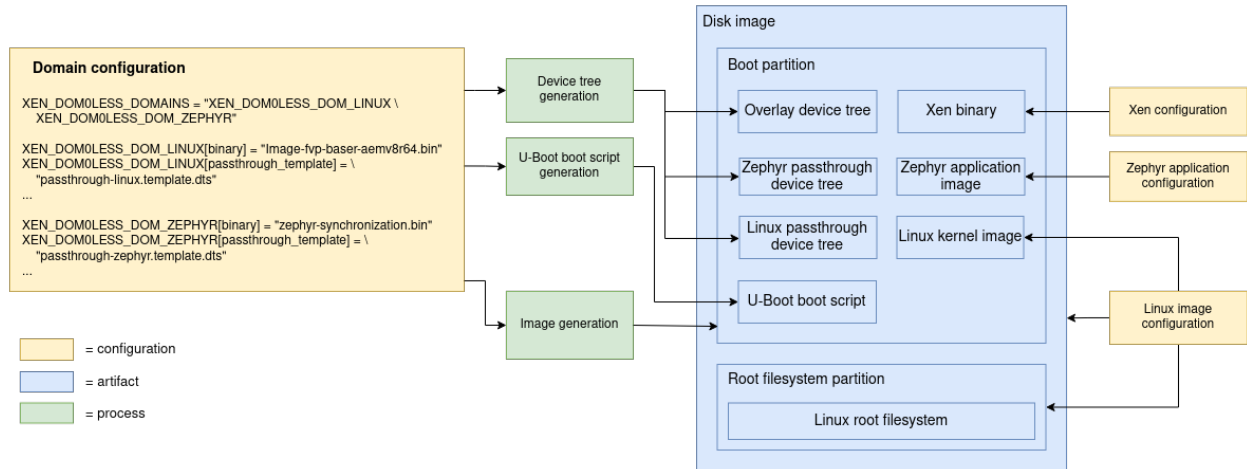 Domain configuration
XEN_DOM0LESS_DOMAINS = "XEN_DOM0LESS_DOM_LINUX \
XEN_DOM0LESS_DOM_ZEPHYR"
XEN_DOM0LESS_DOM_LINUX[binary] = "Image-fvp-baser-aemv8r64.bin"
XEN_DOM0LESS_DOM_LINUX[passthrough_template] = \
"passthrough-linux.template.dts"
...
XEN_DOM0LESS_DOM_ZEPHYR[binary] = "zephyr-synchronization.bin"
XEN_DOM0LESS_DOM_ZEPHYR[passthrough_template] = \
"passthrough-zephyr.template.dts"
...
= configuration
= artifact
= process
Device tree
generation
U-Boot boot script
generation
Image generation
Disk image
Boot partition
Overlay device tree
Xen binary
Zephyr passthrough
device tree
Zephyr application
image
Linux passthrough
device tree
Linux kernel image
U-Boot boot script
Root filesystem partition
Linux root filesystem
Xen configuration
Zephyr application
configuration
Linux image
configuration